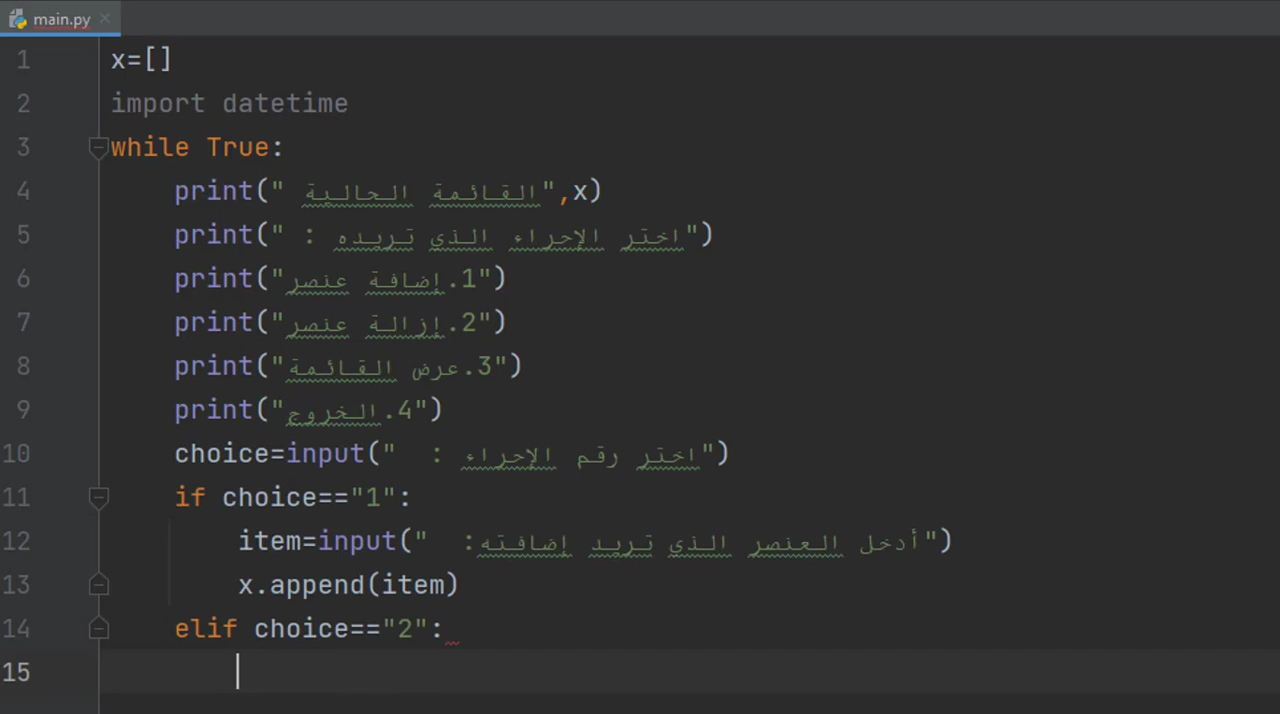 main.py
1 x=[]
2 import datetime
3 while True:
4     print(" القائمة الحالية",x)
5     print("اختر الإجراء الذي تريده : ")
6     print("1.إضافة عنصر")
7     print("2.إزالة عنصر")
8     print("3.عرض القائمة")
9     print("4.الخروج")
10     choice=input("اختر رقم الإجراء :  ")
11     if choice=="1":
12         item=input("أدخل العنصر الذي تريد إضافته:  ")
13         x.append(item)
14     elif choice=="2":
15